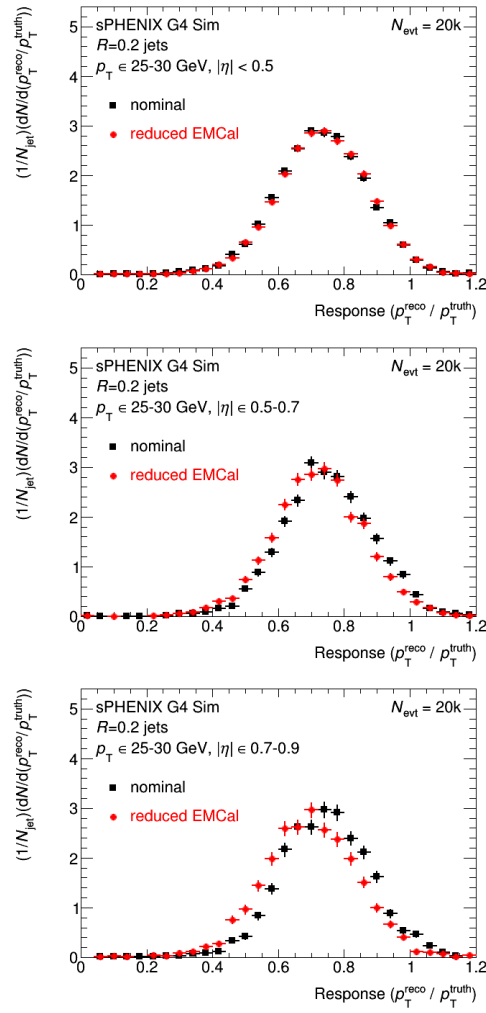 sPHENIX G4 Sim N_evt = 20k
R=0.2 jets
p_T ∈ 25-30 GeV, |η| < 0.5
nominal
reduced EMCal
(1/N_jet)(dN/d(p_T^reco/p_T^truth))
5
4
3
2
1
0
0 0.2 0.4 0.6 0.8 1 1.2
Response (p_T^reco / p_T^truth)
sPHENIX G4 Sim N_evt = 20k
R=0.2 jets
p_T ∈ 25-30 GeV, |η| ∈ 0.5-0.7
nominal
reduced EMCal
(1/N_jet)(dN/d(p_T^reco/p_T^truth))
5
4
3
2
1
0
0 0.2 0.4 0.6 0.8 1 1.2
Response (p_T^reco / p_T^truth)
sPHENIX G4 Sim N_evt = 20k
R=0.2 jets
p_T ∈ 25-30 GeV, |η| ∈ 0.7-0.9
nominal
reduced EMCal
(1/N_jet)(dN/d(p_T^reco/p_T^truth))
5
4
3
2
1
0
0 0.2 0.4 0.6 0.8 1 1.2
Response (p_T^reco / p_T^truth)